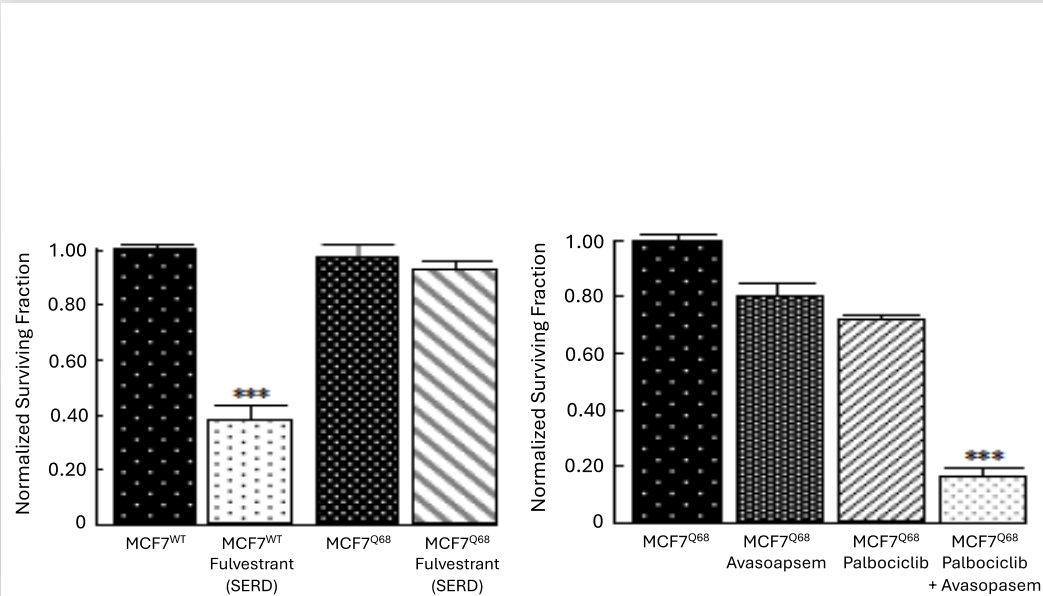 Normalized Surviving Fraction
1.00
0.80
0.60
0.40
0.20
0
***
MCF7ᵂᵀ
MCF7ᵂᵀ
Fulvestrant
(SERD)
MCF7Q68
MCF7Q68
Fulvestrant
(SERD)
Normalized Surviving Fraction
1.00
0.80
0.60
0.40
0.20
0
***
MCF7Q68
MCF7Q68
Avasoapsem
MCF7Q68
Palbociclib
MCF7Q68
Palbociclib
+ Avasopasem